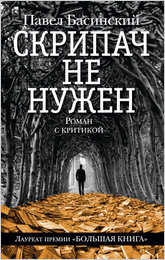 Павел Басинский
СКРИПАЧ
НЕ
НУЖЕН
Роман
с критикой
Лауреат премии «БОЛЬШАЯ КНИГА»